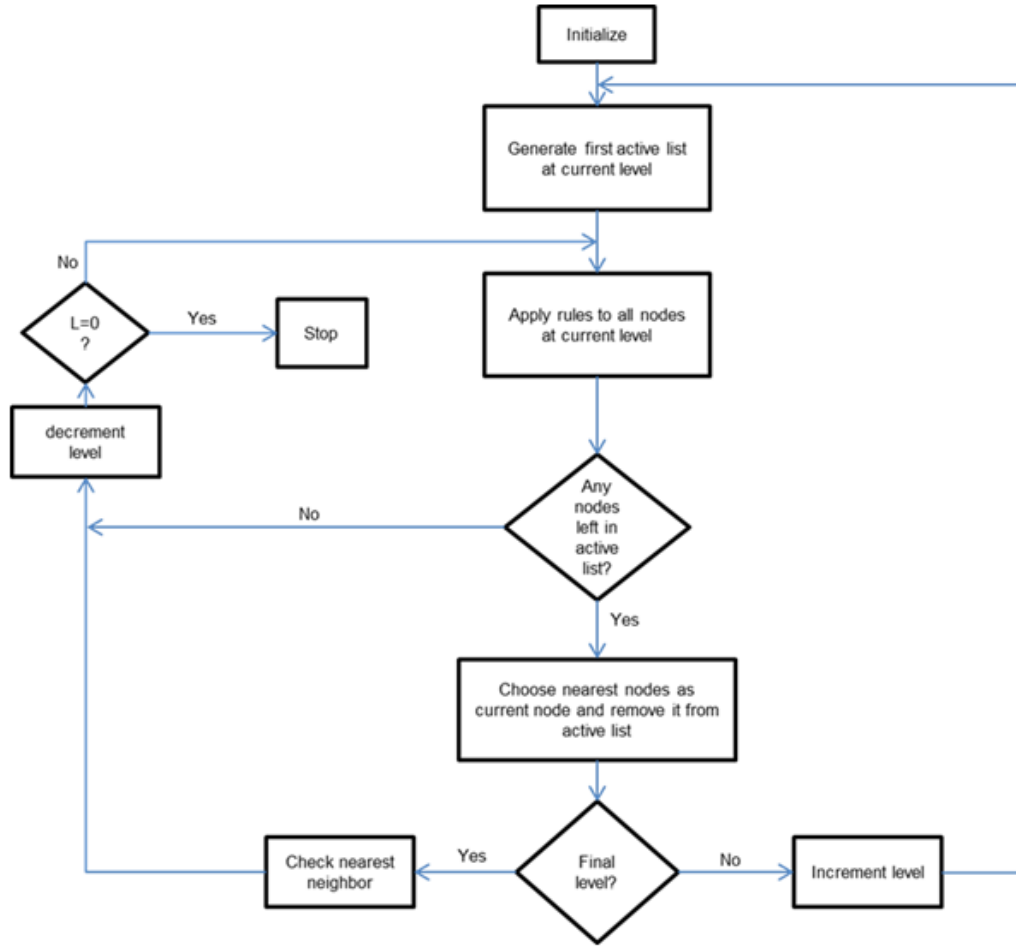 Initialize
Generate first active list
at current level
No
L=0
?
Yes
Stop
Apply rules to all nodes
at current level
decrement
level
Any
nodes
left in
active
list?
No
Yes
Choose nearest nodes as
current node and remove it from
active list
Final
level?
Yes
Check nearest
neighbor
No
Increment level